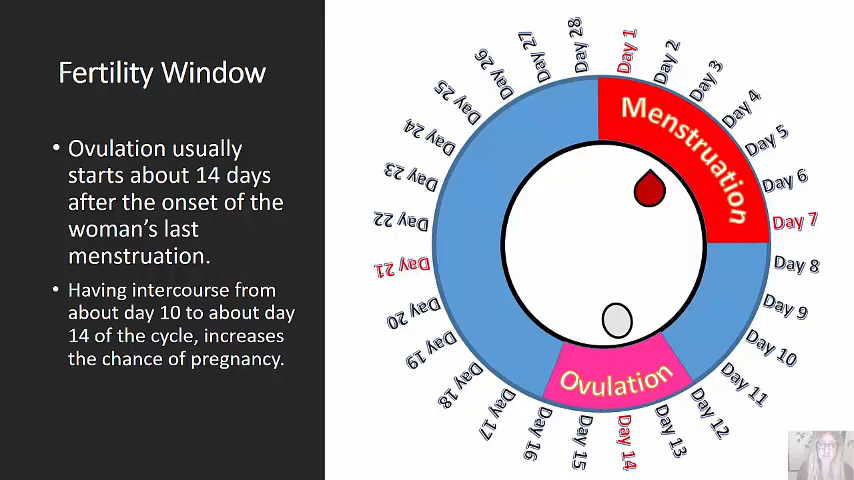 Fertility Window
• Ovulation usually
starts about 14 days
after the onset of the
woman's last
menstruation.
• Having intercourse from
about day 10 to about day
14 of the cycle, increases
the chance of pregnancy.
Day 1
Day 2
Day 3
Day 4
Day 5
Day 6
Day 7
Day 8
Day 9
Day 10
Day 11
Day 12
Day 13
Day 14
Day 15
Day 16
Day 17
Day 18
Day 19
Day 20
Day 21
Day 22
Day 23
Day 24
Day 25
Day 26
Day 27
Day 28
Menstruation
Ovulation